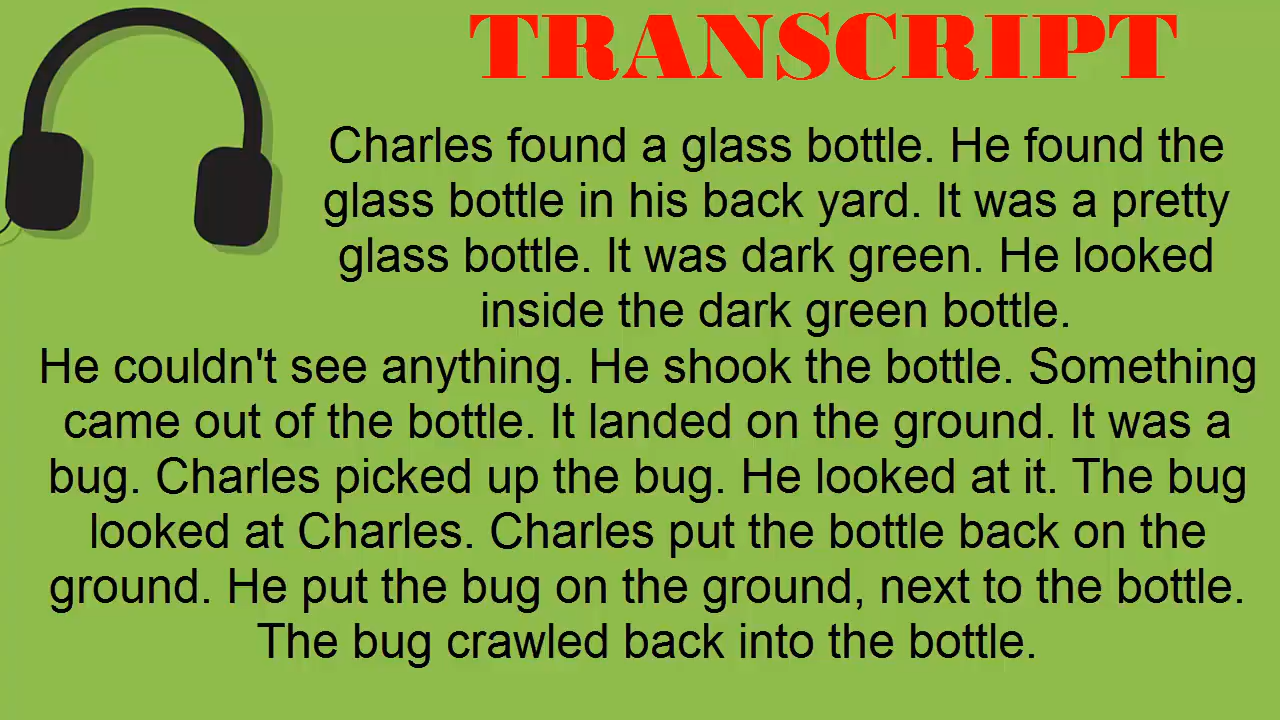 TRANSCRIPT
Charles found a glass bottle. He found the
glass bottle in his back yard. It was a pretty
glass bottle. It was dark green. He looked
inside the dark green bottle.
He couldn't see anything. He shook the bottle. Something
came out of the bottle. It landed on the ground. It was a
bug. Charles picked up the bug. He looked at it. The bug
looked at Charles. Charles put the bottle back on the
ground. He put the bug on the ground, next to the bottle.
The bug crawled back into the bottle.